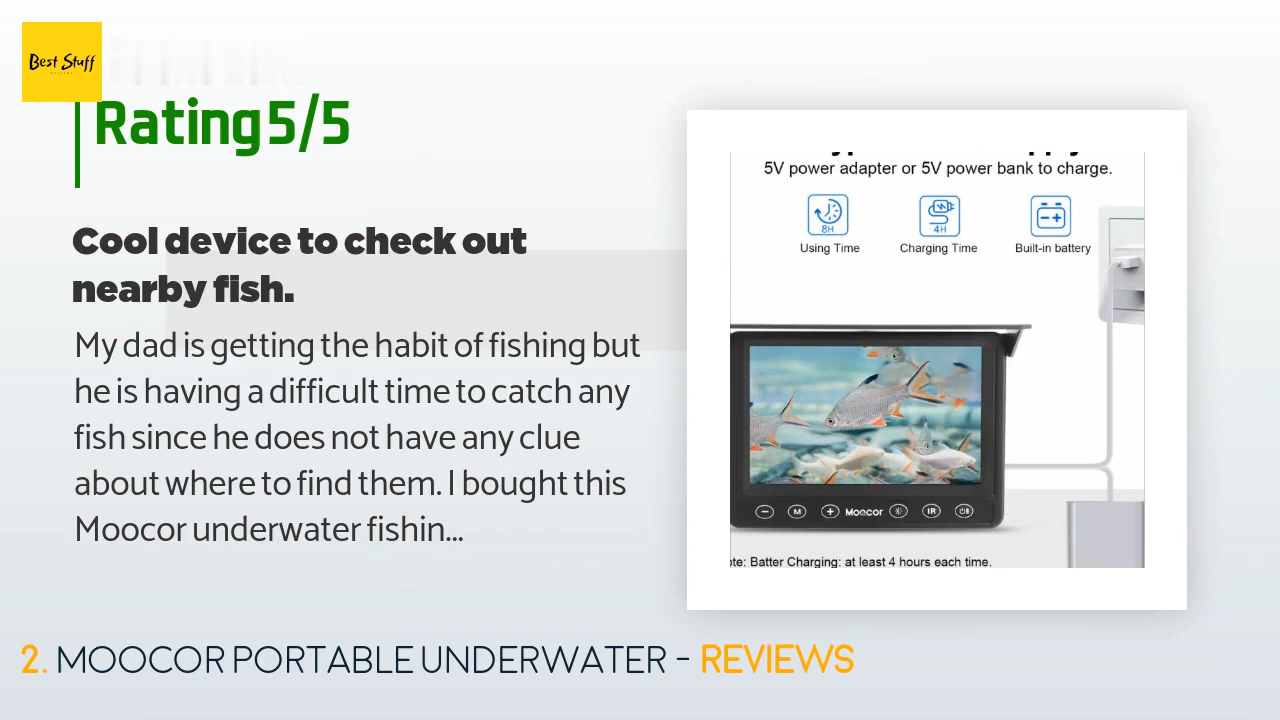 Best Stuff
Rating 5/5
Cool device to check out
nearby fish.
My dad is getting the habit of fishing but
he is having a difficult time to catch any
fish since he does not have any clue
about where to find them. I bought this
Moocor underwater fishin...
5V power adapter or 5V power bank to charge.
8H
4H
Using Time
Charging Time
Built-in battery
M
Moocor
IR
ote: Batter Charging: at least 4 hours each time.
2. MOOCOR PORTABLE UNDERWATER - REVIEWS